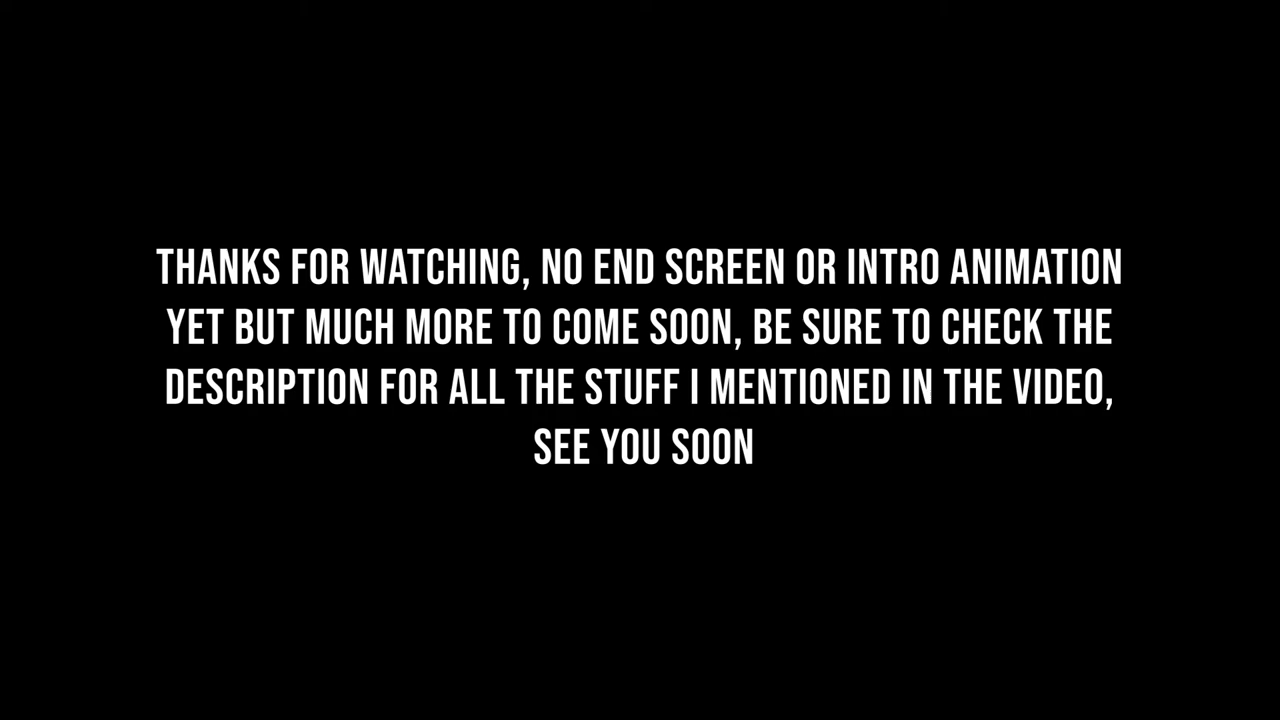 THANKS FOR WATCHING, NO END SCREEN OR INTRO ANIMATION
YET BUT MUCH MORE TO COME SOON, BE SURE TO CHECK THE
DESCRIPTION FOR ALL THE STUFF I MENTIONED IN THE VIDEO,
SEE YOU SOON